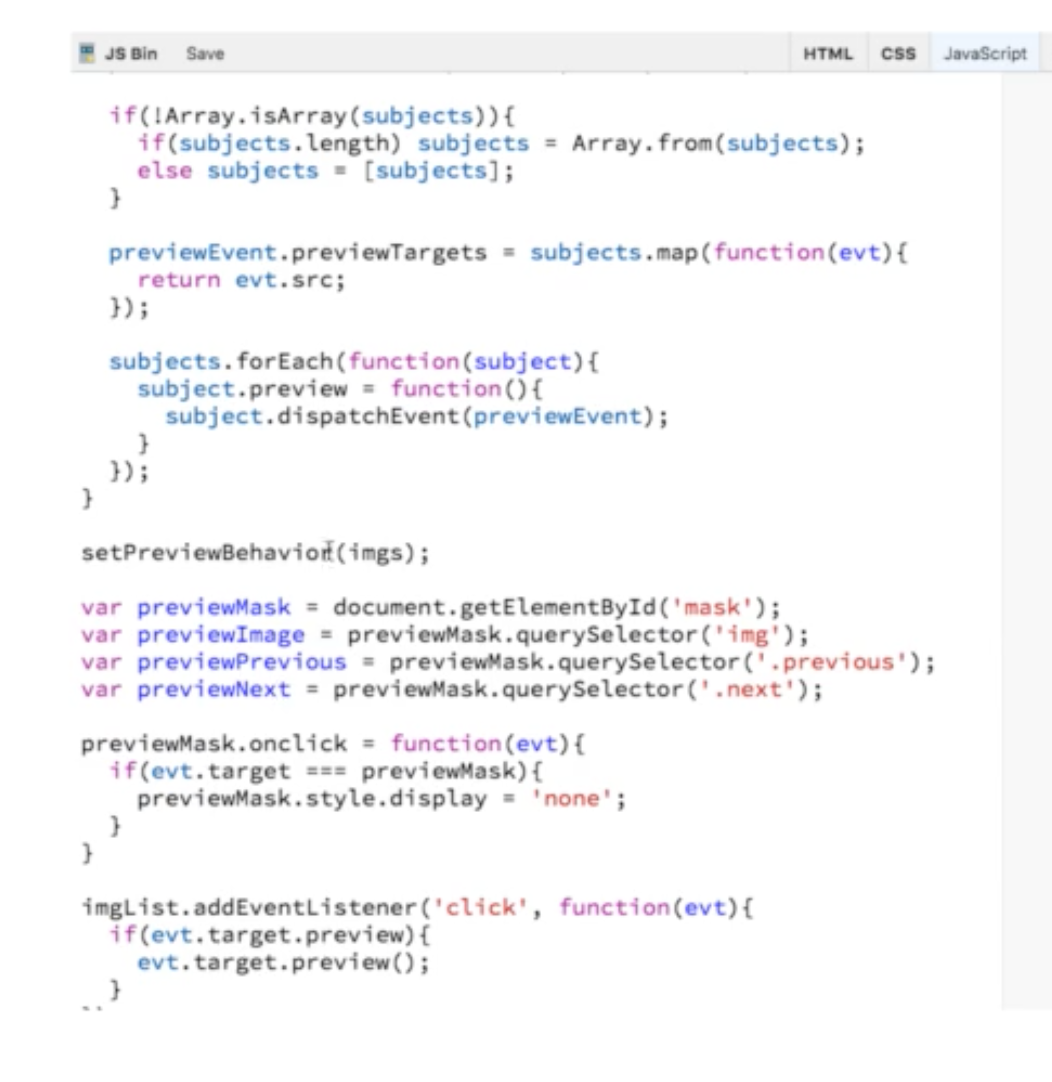 JS Bin Save HTML CSS JavaScript
if(!Array.isArray(subjects)){
if(subjects.length) subjects = Array.from(subjects);
else subjects = [subjects];
}
previewEvent.previewTargets = subjects.map(function(evt){
return evt.src;
});
subjects.forEach(function(subject){
subject.preview = function(){
subject.dispatchEvent(previewEvent);
}
});
}
setPreviewBehavior(imgs);
var previewMask = document.getElementById('mask');
var previewImage = previewMask.querySelector('img');
var previewPrevious = previewMask.querySelector('.previous');
var previewNext = previewMask.querySelector('.next');
previewMask.onclick = function(evt){
if(evt.target === previewMask){
previewMask.style.display = 'none';
}
}
imgList.addEventListener('click', function(evt){
if(evt.target.preview){
evt.target.preview();
}